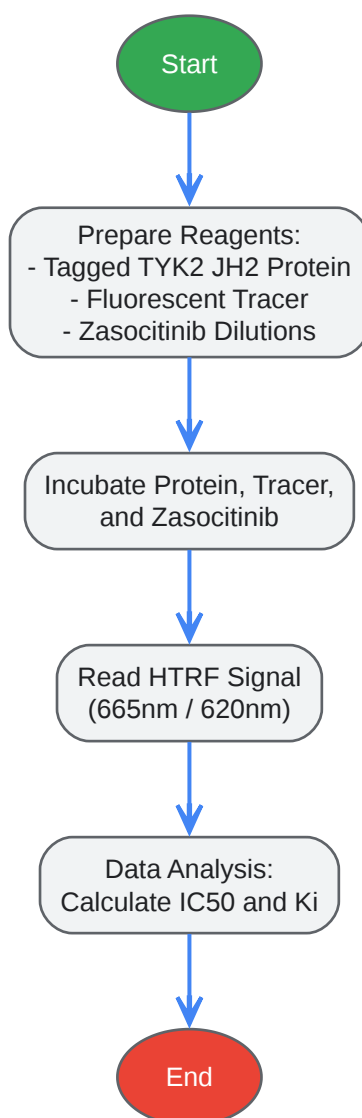 Start
Prepare Reagents:
- Tagged TYK2 JH2 Protein
- Fluorescent Tracer
- Zasocitinib Dilutions
Incubate Protein, Tracer,
and Zasocitinib
Read HTRF Signal
(665nm / 620nm)
Data Analysis:
Calculate IC50 and Ki
End